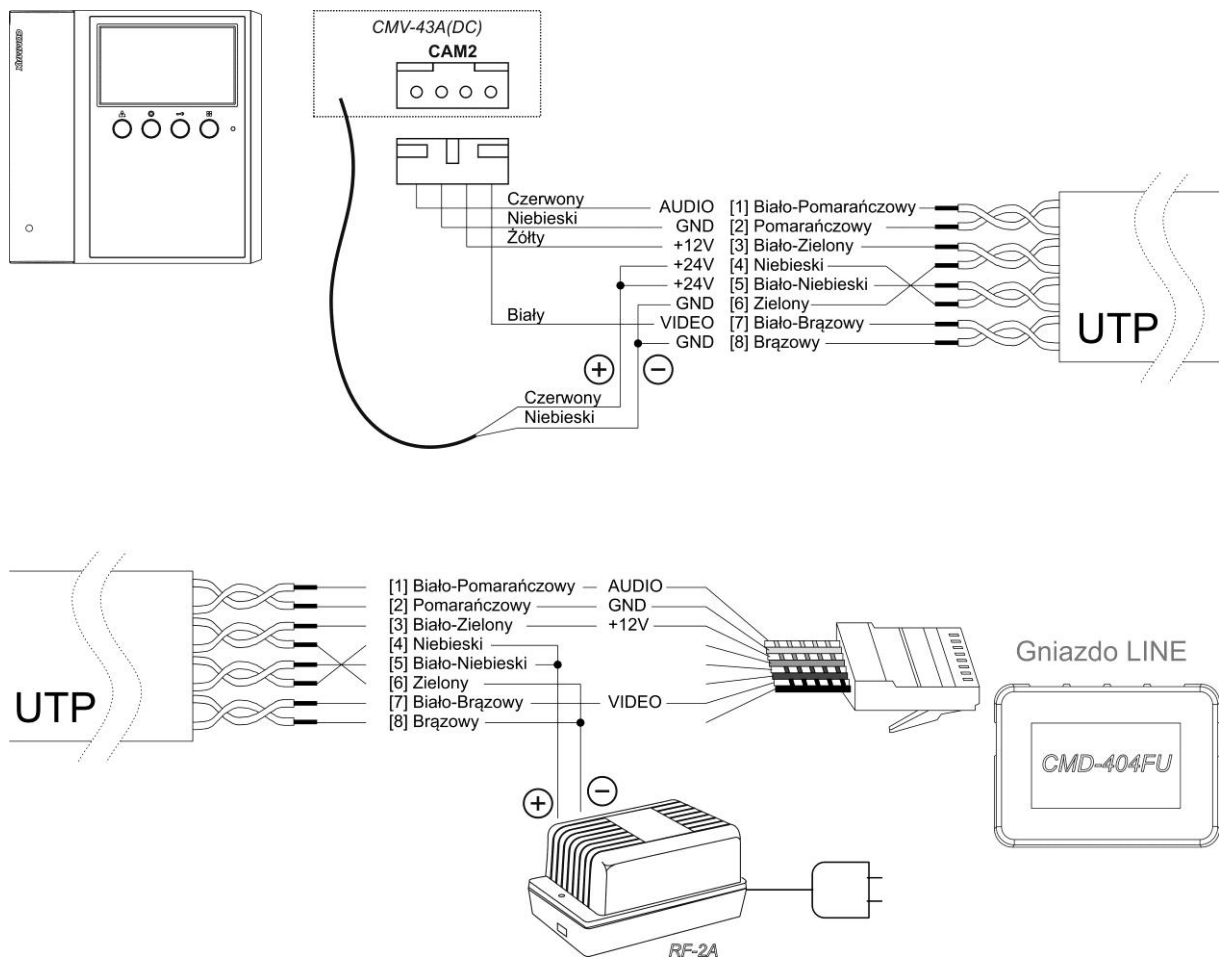 CMV-43A(DC)
CAM2
Czerwony
Niebieski
Żółty
Biały
AUDIO [1] Biało-Pomarańczowy
GND [2] Pomarańczowy
+12V [3] Biało-Zielony
+24V [4] Niebieski
+24V [5] Biało-Niebieski
GND [6] Zielony
VIDEO [7] Biało-Brązowy
GND [8] Brązowy
UTP
+ −
Czerwony
Niebieski
UTP
[1] Biało-Pomarańczowy AUDIO
[2] Pomarańczowy GND
[3] Biało-Zielony +12V
[4] Niebieski
[5] Biało-Niebieski
[6] Zielony
[7] Biało-Brązowy VIDEO
[8] Brązowy
Gniazdo LINE
CMD-404FU
+ −
RF-2A